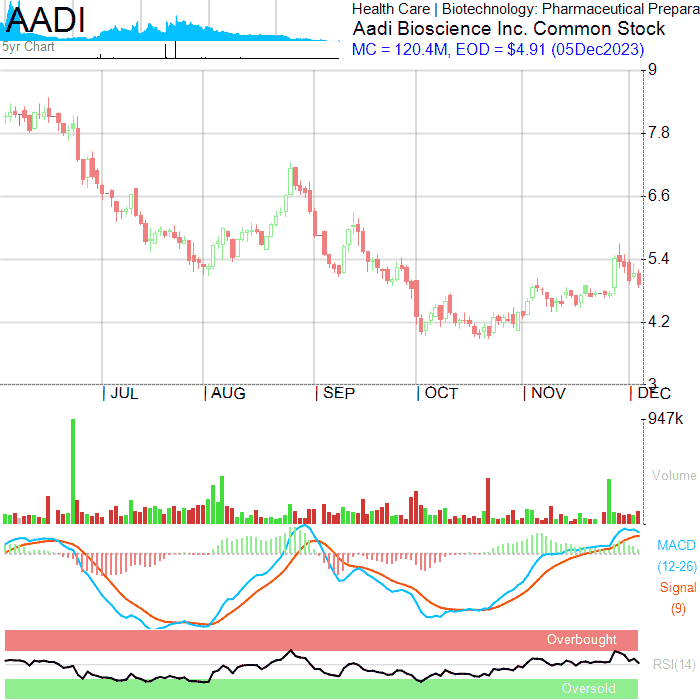 AADI
5yr Chart
Health Care | Biotechnology: Pharmaceutical Prepara
Aadi Bioscience Inc. Common Stock
MC = 120.4M, EOD = $4.91 (05Dec2023)
9
7.8
6.6
5.4
4.2
3
| JUL | AUG | SEP | OCT | NOV | DEC
947k
Volume
MACD
(12-26)
Signal
(9)
Overbought
RSI(14)
Oversold